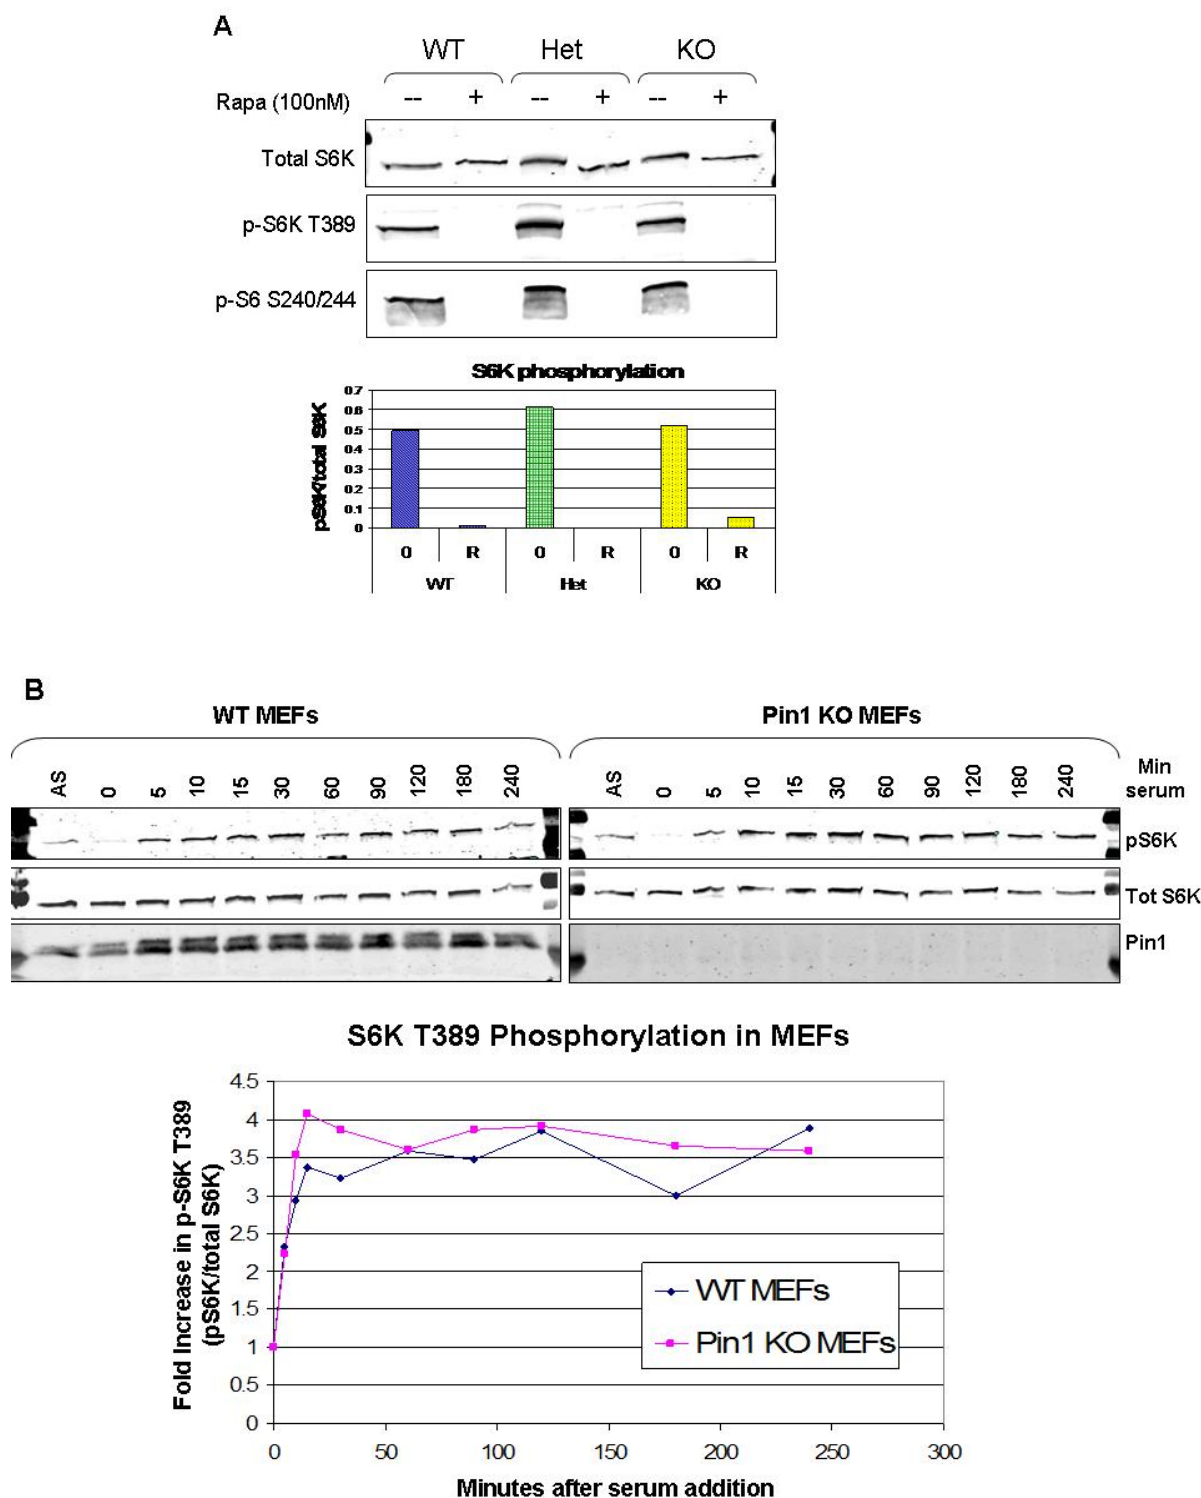 A
WT Het KO
Rapa (100nM) -- + -- + -- +
Total S6K
p-S6K T389
p-S6 S240/244
S6K phosphorylation
pS6K/total S6K
0.7
0.6
0.5
0.4
0.3
0.2
0.1
0
0 R 0 R 0 R
WT Het KO
B
WT MEFs Pin1 KO MEFs
AS 0 5 10 15 30 60 90 120 180 240 AS 0 5 10 15 30 60 90 120 180 240 Min
serum
pS6K
Tot S6K
Pin1
S6K T389 Phosphorylation in MEFs
Fold Increase in p-S6K T389
(pS6K/total S6K)
4.5
4
3.5
3
2.5
2
1.5
1
0.5
0
WT MEFs
Pin1 KO MEFs
0 50 100 150 200 250 300
Minutes after serum addition